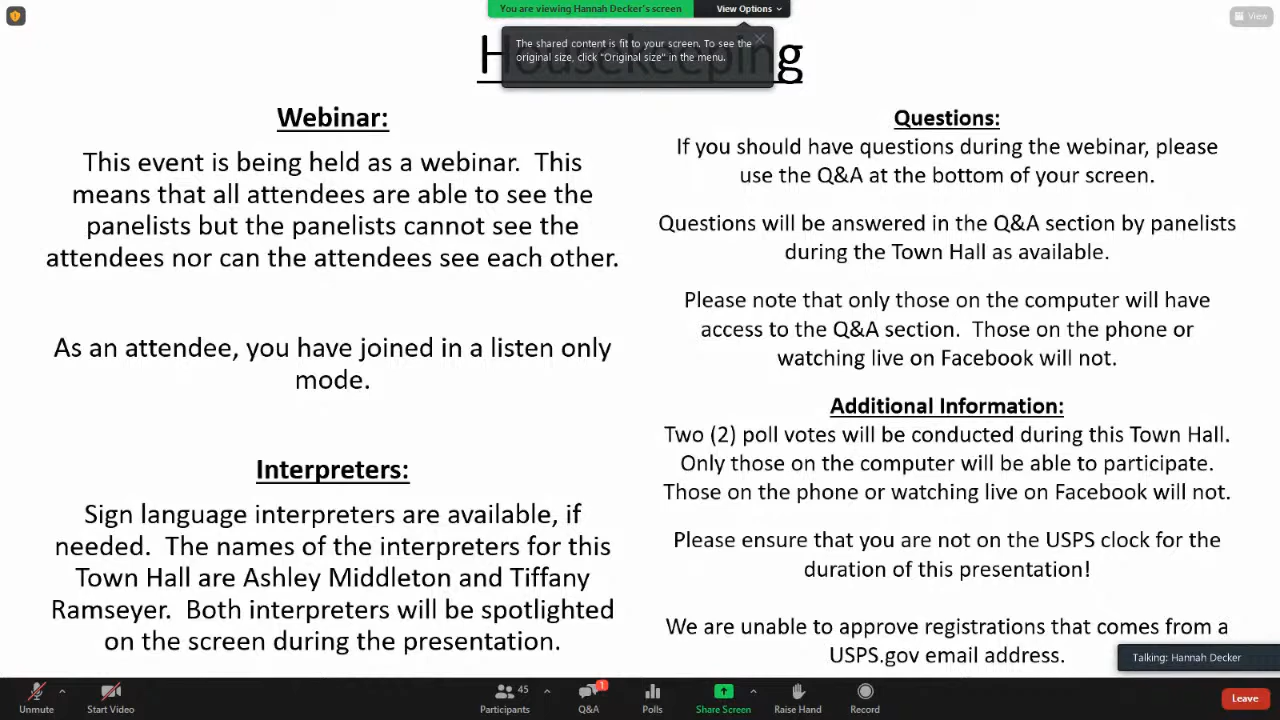 You are viewing Hannah Decker's screen
View Options
View
Housekeeping
The shared content is fit to your screen. To see the
original size, click "Original size" in the menu.
Webinar:
This event is being held as a webinar.  This
means that all attendees are able to see the
panelists but the panelists cannot see the
attendees nor can the attendees see each other.
As an attendee, you have joined in a listen only
mode.
Interpreters:
Sign language interpreters are available, if
needed.  The names of the interpreters for this
Town Hall are Ashley Middleton and Tiffany
Ramseyer.  Both interpreters will be spotlighted
on the screen during the presentation.
Questions:
If you should have questions during the webinar, please
use the Q&A at the bottom of your screen.
Questions will be answered in the Q&A section by panelists
during the Town Hall as available.
Please note that only those on the computer will have
access to the Q&A section.  Those on the phone or
watching live on Facebook will not.
Additional Information:
Two (2) poll votes will be conducted during this Town Hall.
Only those on the computer will be able to participate.
Those on the phone or watching live on Facebook will not.
Please ensure that you are not on the USPS clock for the
duration of this presentation!
We are unable to approve registrations that comes from a
USPS.gov email address.
Talking: Hannah Decker
Unmute
Start Video
45
Participants
1
Q&A
Polls
Share Screen
Raise Hand
Record
Leave